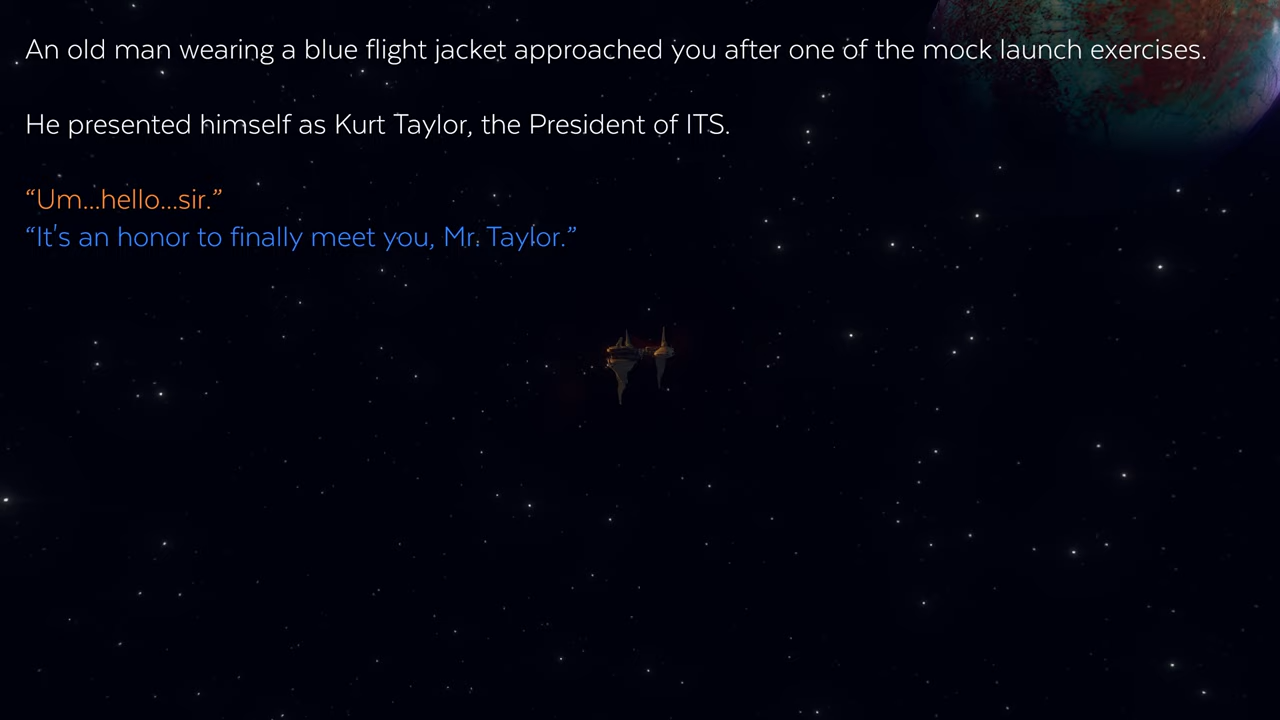 An old man wearing a blue flight jacket approached you after one of the mock launch exercises.
He presented himself as Kurt Taylor, the President of ITS.
“Um...hello...sir.”
“It's an honor to finally meet you, Mr. Taylor.”